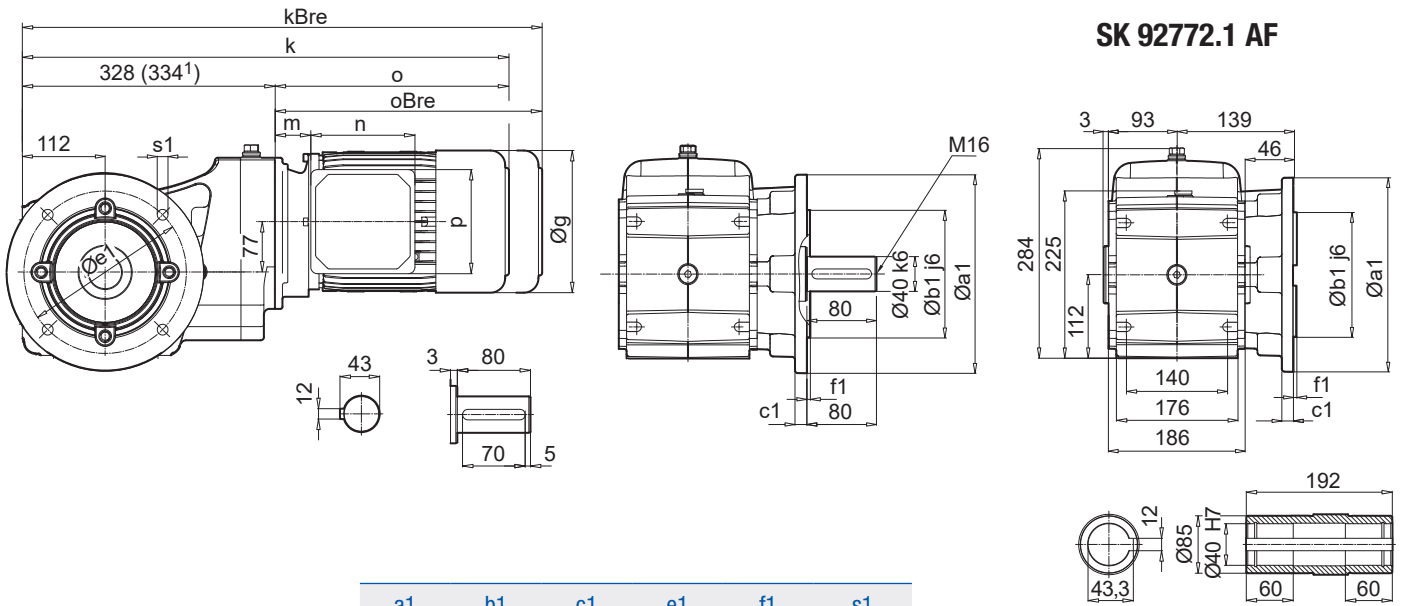 kBre
k
SK 92772.1 AF
328 (334¹)
o
oBre
m
n
112
s1
3
93
139
46
M16
Øe1
77
p
Øg
Ø40 k6
Øb1 j6
Øa1
80
284
225
112
Øb1 j6
Øa1
3
80
43
12
f1
c1
80
140
176
186
f1
c1
70
5
192
12
Ø85
Ø40 H7
43,3
60
60
a1 b1 c1 e1 f1 s1